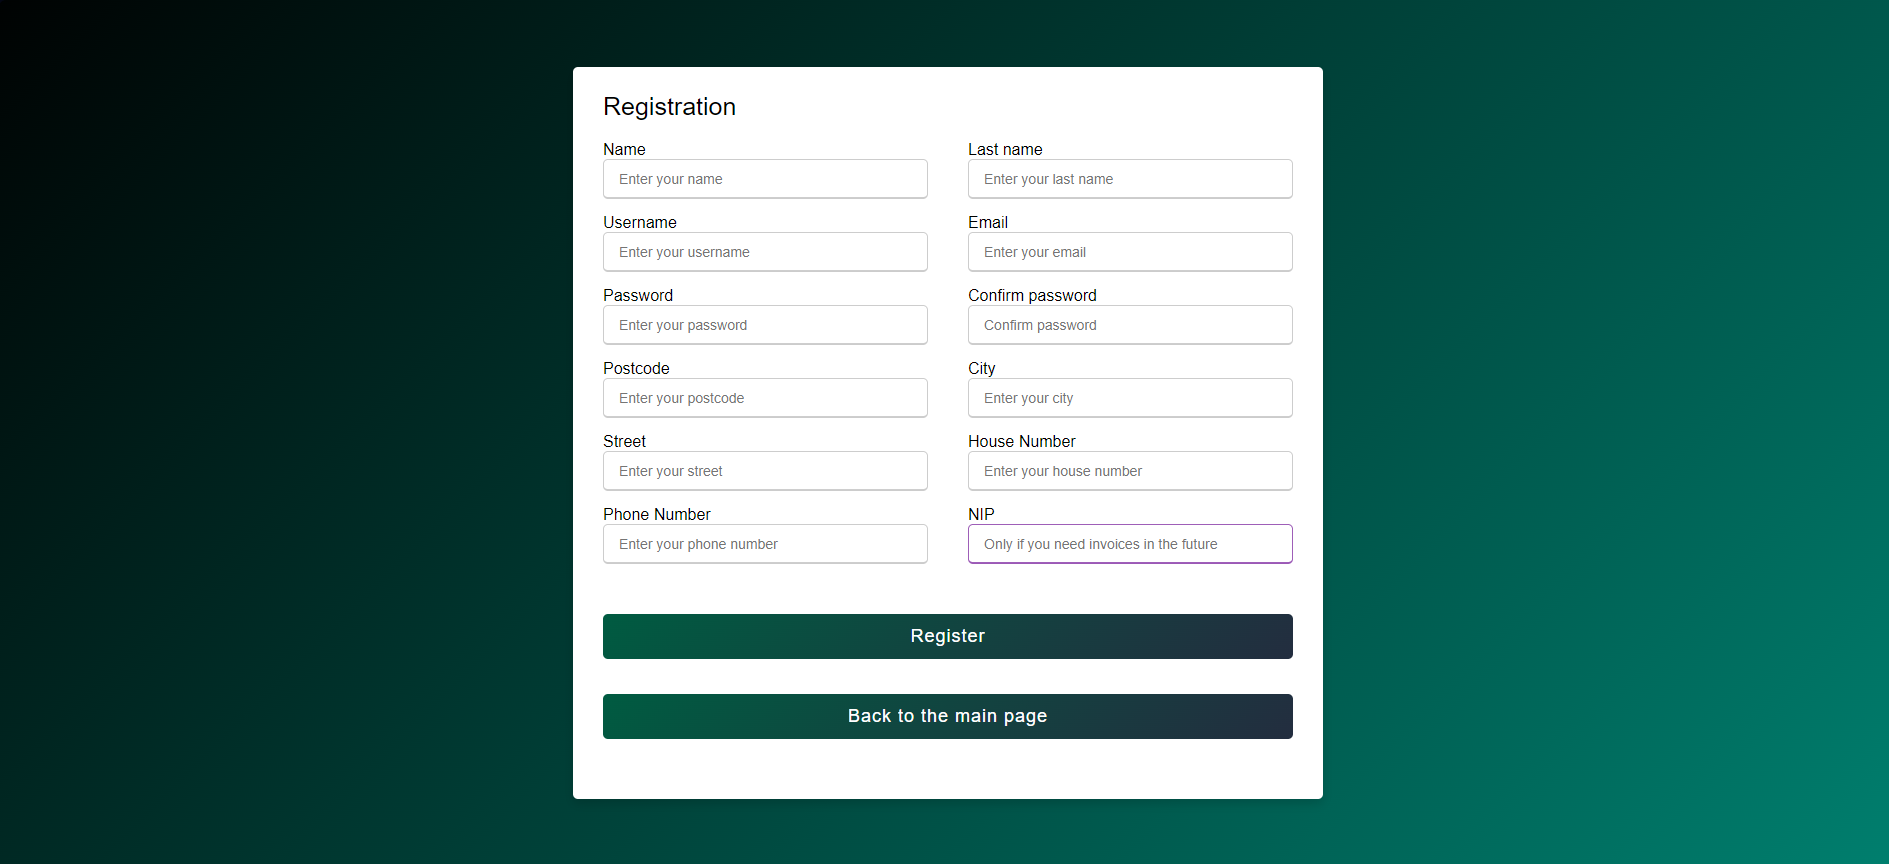 Registration
Name
Last name
Enter your name
Enter your last name
Username
Email
Enter your username
Enter your email
Password
Confirm password
Enter your password
Confirm password
Postcode
City
Enter your postcode
Enter your city
Street
House Number
Enter your street
Enter your house number
Phone Number
NIP
Enter your phone number
Only if you need invoices in the future
Register
Back to the main page